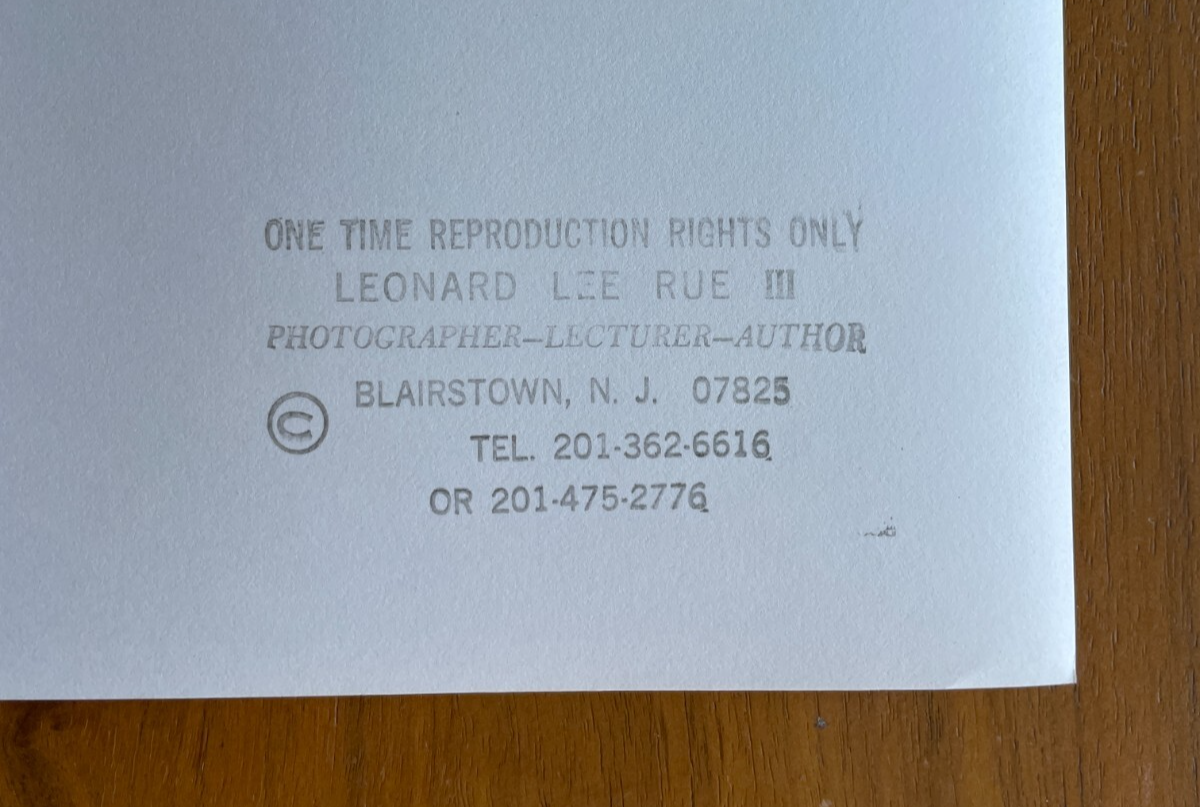 ONE TIME REPRODUCTION RIGHTS ONLY
LEONARD LEE RUE III
PHOTOGRAPHER–LECTURER–AUTHOR
© BLAIRSTOWN, N. J. 07825
TEL. 201-362-6616
OR 201-475-2776